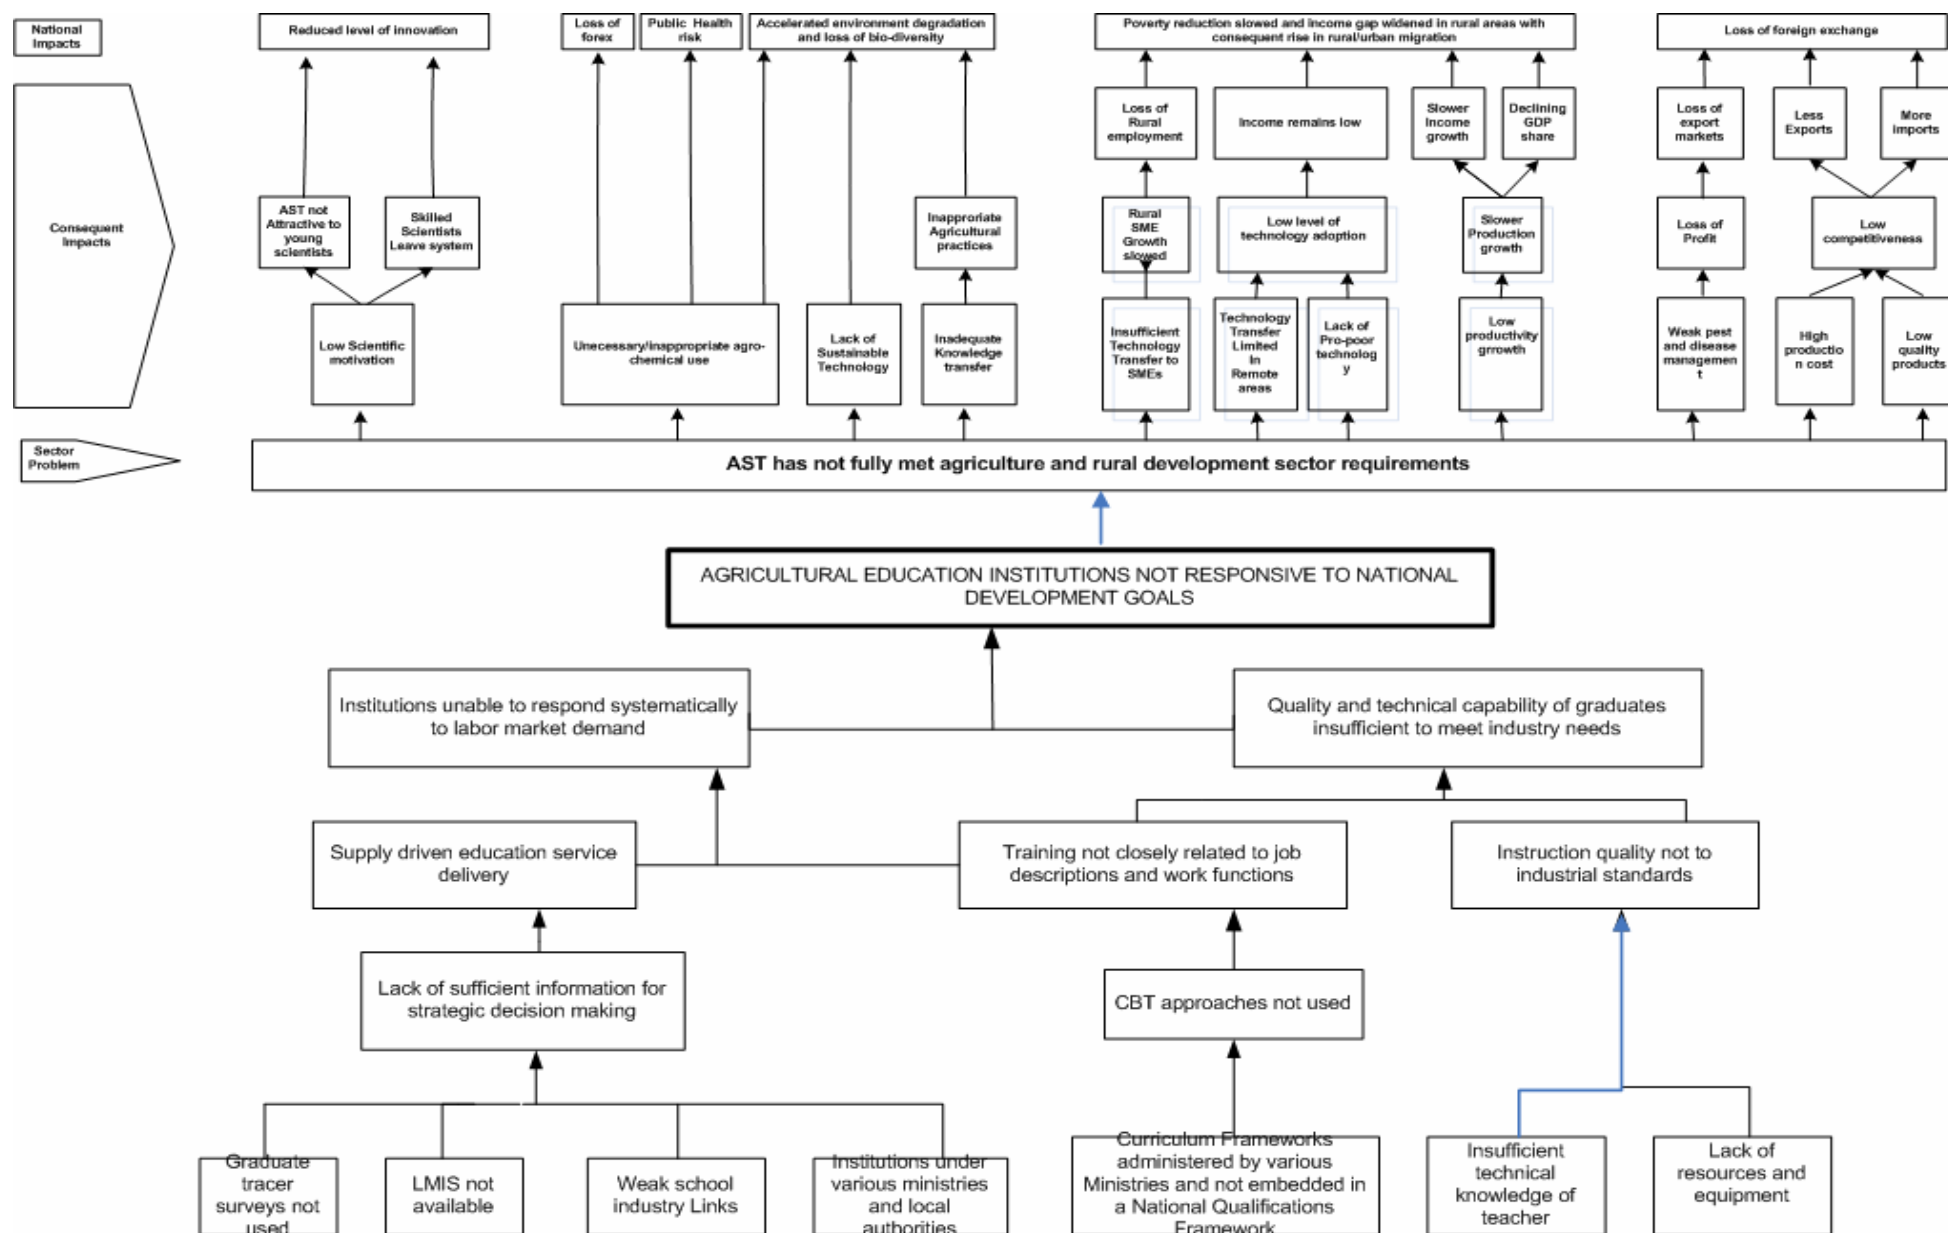 National
Impacts
Reduced level of innovation
Loss of
forex
Public Health
risk
Accelerated environment degradation
and loss of bio-diversity
Poverty reduction slowed and income gap widened in rural areas with
consequent rise in rural/urban migration
Loss of foreign exchange
Consequent
Impacts
Loss of
Rural
employment
Income remains low
Slower
Income
growth
Declining
GDP
share
Loss of
export
markets
Less
Exports
More
imports
AST not
Attractive to
young
scientists
Skilled
Scientists
Leave system
Inapproriate
Agricultural
practices
Rural
SME
Growth
slowed
Low level of
technology adoption
Slower
Production
growth
Loss of
Profit
Low
competitiveness
Low Scientific
motivation
Unecessary/inappropriate agro-
chemical use
Lack of
Sustainable
Technology
Inadequate
Knowledge
transfer
Insufficient
Technology
Transfer to
SMEs
Technology
Transfer
Limited
In
Remote
areas
Lack of
Pro-poor
technolog
y
Low
productivity
grrowth
Weak pest
and disease
managemen
t
High
productio
n cost
Low
quality
products
Sector
Problem
AST has not fully met agriculture and rural development sector requirements
AGRICULTURAL EDUCATION INSTITUTIONS NOT RESPONSIVE TO NATIONAL
DEVELOPMENT GOALS
Institutions unable to respond systematically
to labor market demand
Quality and technical capability of graduates
insufficient to meet industry needs
Supply driven education service
delivery
Training not closely related to job
descriptions and work functions
Instruction quality not to
industrial standards
Lack of sufficient information for
strategic decision making
CBT approaches not used
Graduate
tracer
surveys not
used
LMIS not
available
Weak school
industry Links
Institutions under
various ministries
and local
authorities
Curriculum Frameworks
administered by various
Ministries and not embedded in
a National Qualifications
Framework
Insufficient
technical
knowledge of
teacher
Lack of
resources and
equipment